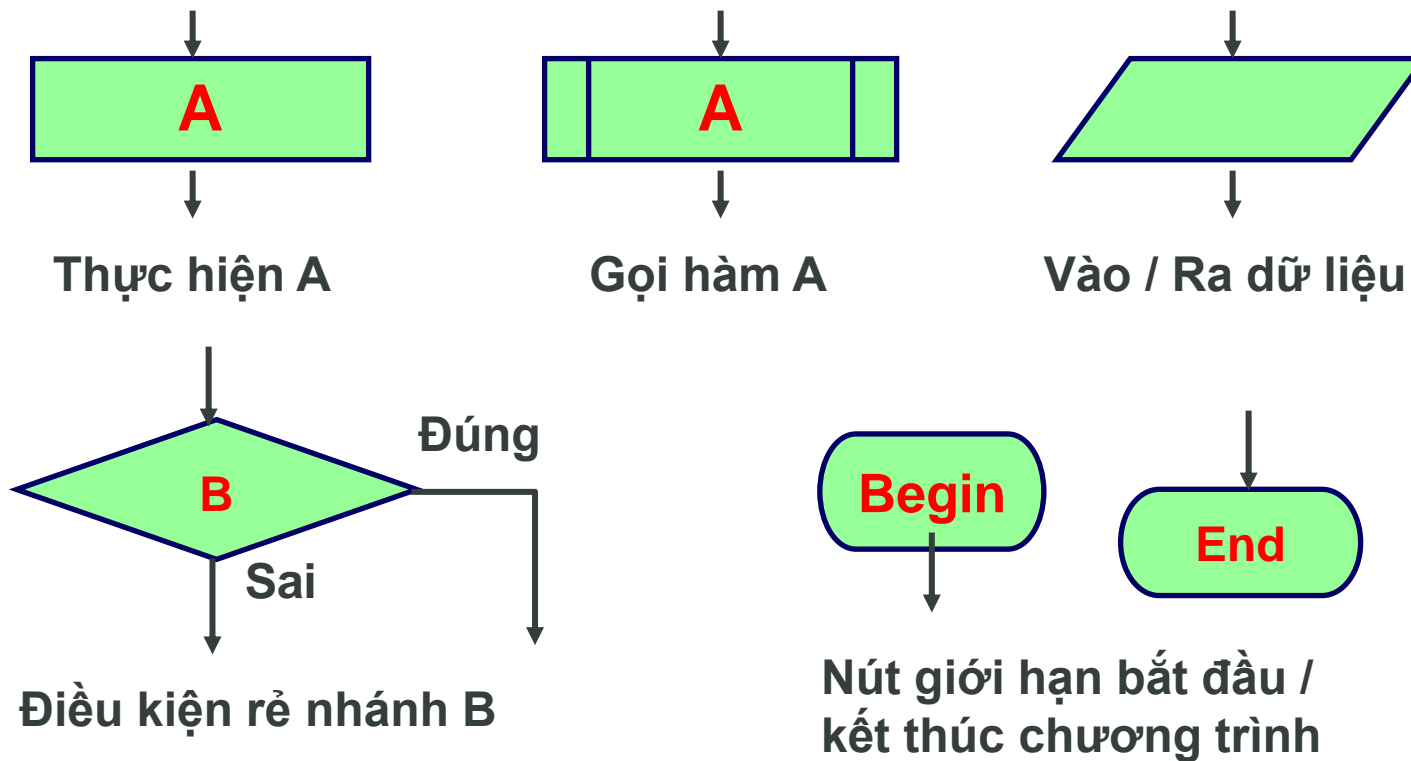 A
A
Thực hiện A
Gọi hàm A
Vào / Ra dữ liệu
Đúng
B
Sai
Điều kiện rẻ nhánh B
Begin
End
Nút giới hạn bắt đầu /
kết thúc chương trình